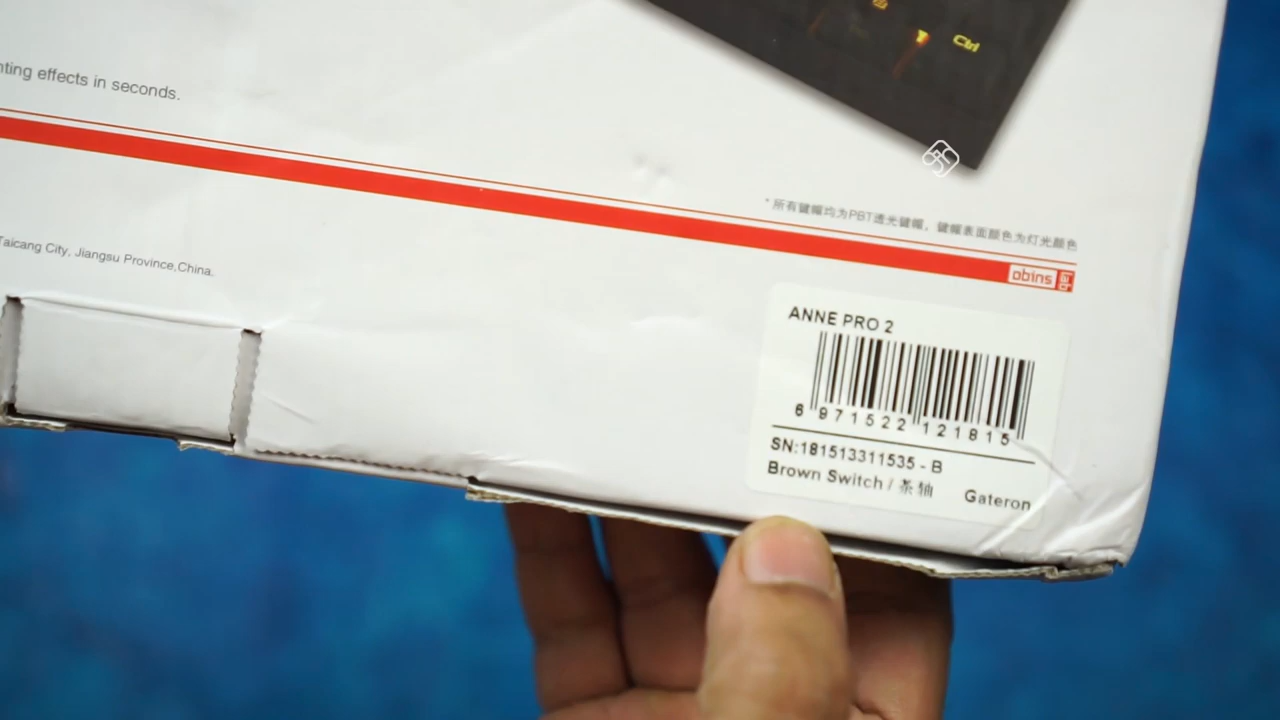 Ctrl
nting effects in seconds.
*所有键帽均为PBT透光键帽，键帽表面颜色为灯光颜色
Taicang City, Jiangsu Province,China.
obins
ANNE PRO 2
6 971522 121815
SN:181513311535 - B
Brown Switch / 茶轴 Gateron